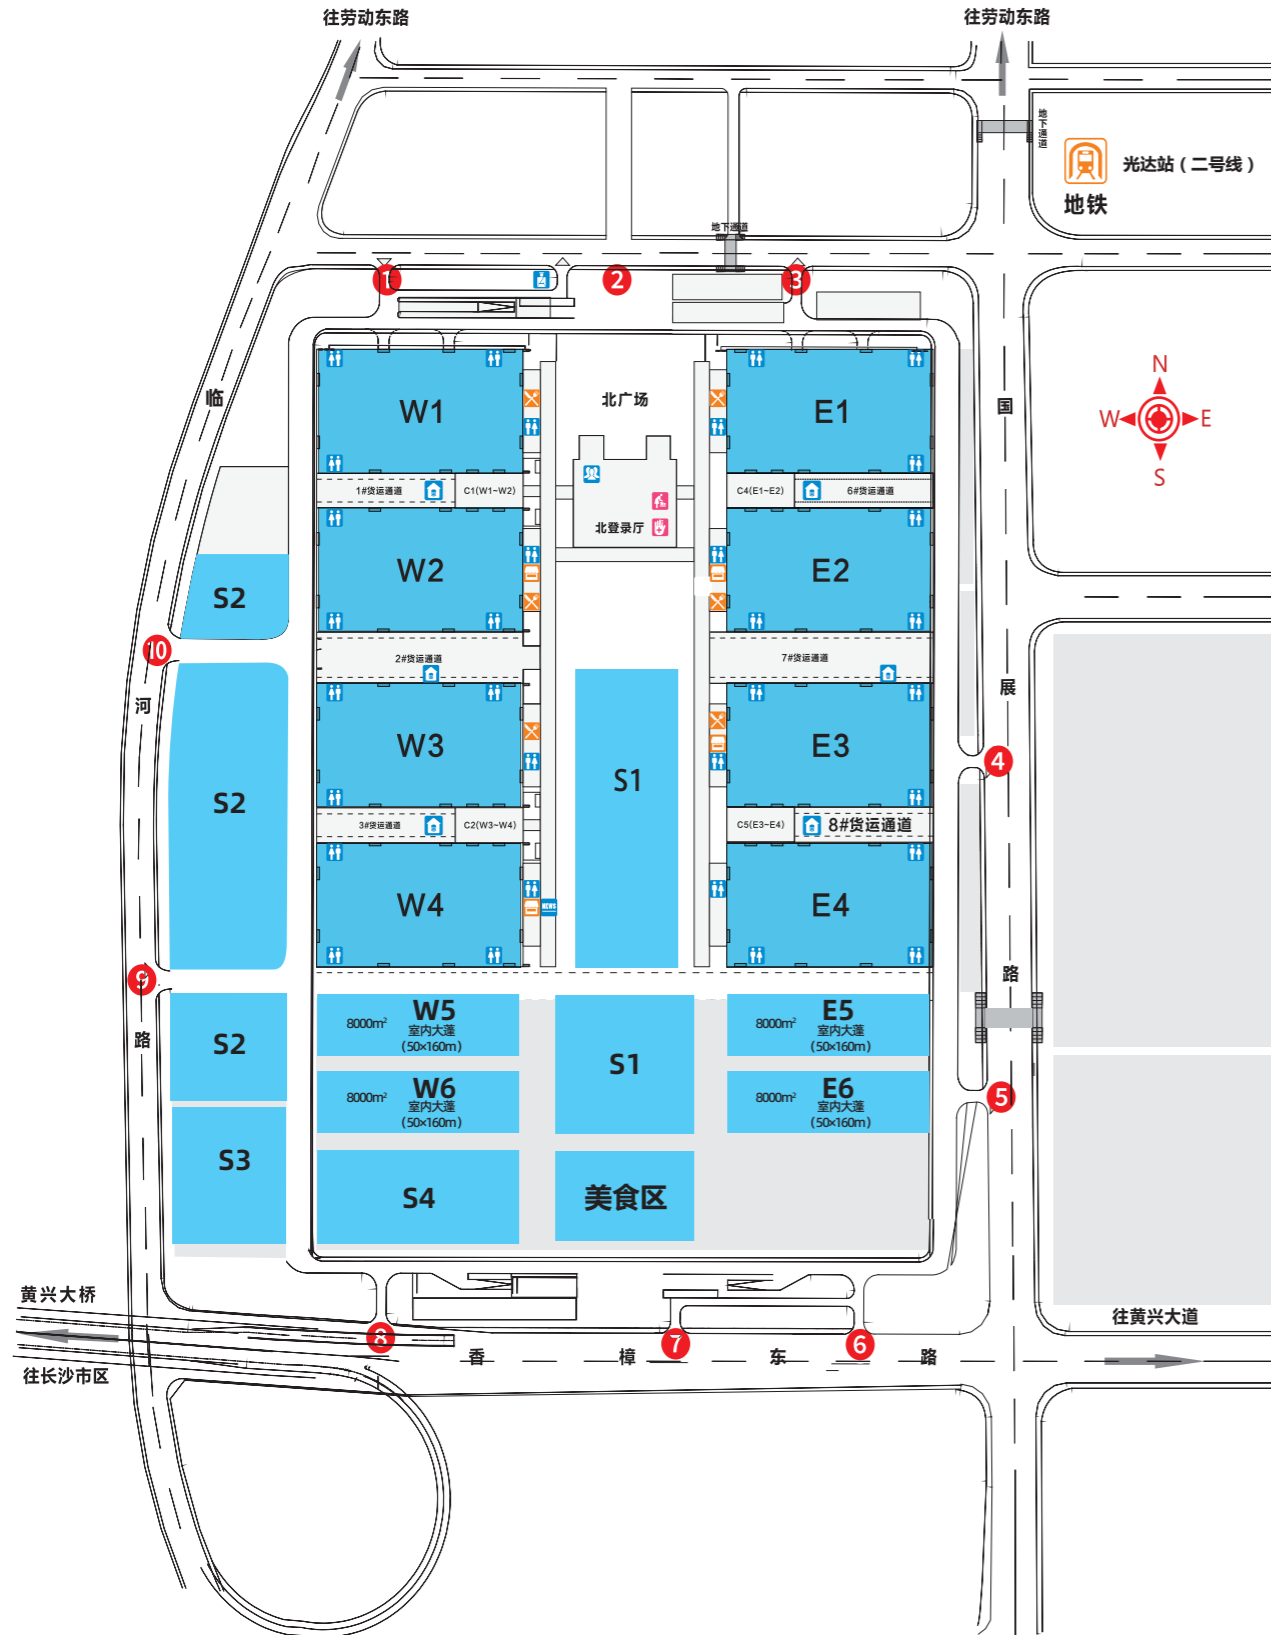 往劳动东路
往劳动东路
地下通道
光达站（二号线）
地铁
地下通道
1
2
3
临
国
N
W
E
S
W1
北广场
E1
1#货运通道
C1(W1~W2)
C4(E1~E2)
6#货运通道
北登录厅
W2
E2
S2
10
2#货运通道
7#货运通道
河
展
W3
S1
E3
4
S2
3#货运通道
C2(W3~W4)
C5(E3~E4)
8#货运通道
W4
NEWS
E4
9
路
路
S2
8000m²
W5
室内大蓬
(50×160m)
S1
8000m²
E5
室内大蓬
(50×160m)
8000m²
W6
室内大蓬
(50×160m)
8000m²
E6
室内大蓬
(50×160m)
5
S3
S4
美食区
黄兴大桥
往黄兴大道
8
7
6
香樟东路
往长沙市区